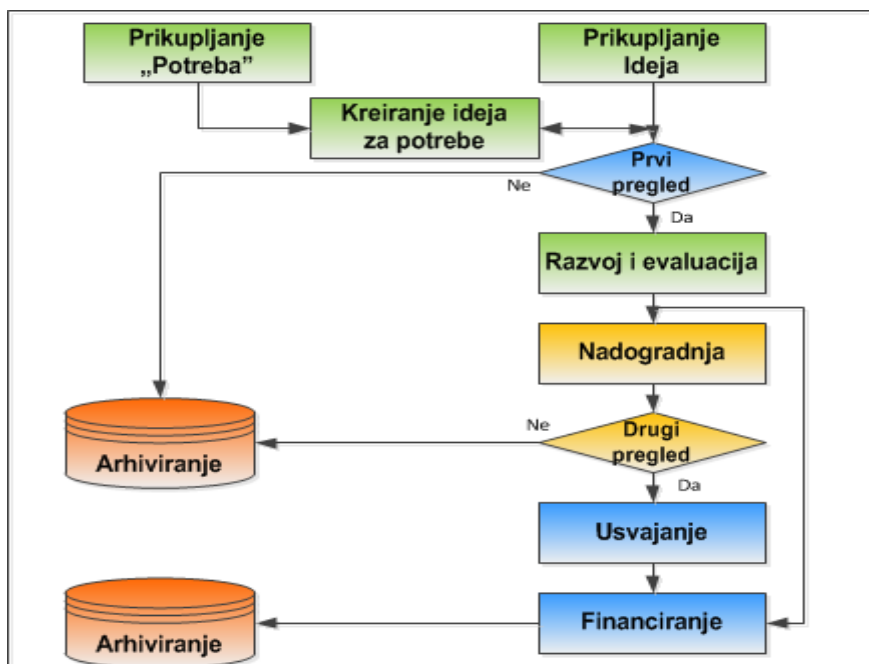 Prikupljanje
„Potreba”
Prikupljanje
Ideja
Kreiranje ideja
za potrebe
Prvi
pregled
Ne
Da
Razvoj i evaluacija
Nadogradnja
Ne
Drugi
pregled
Arhiviranje
Da
Usvajanje
Financiranje
Arhiviranje